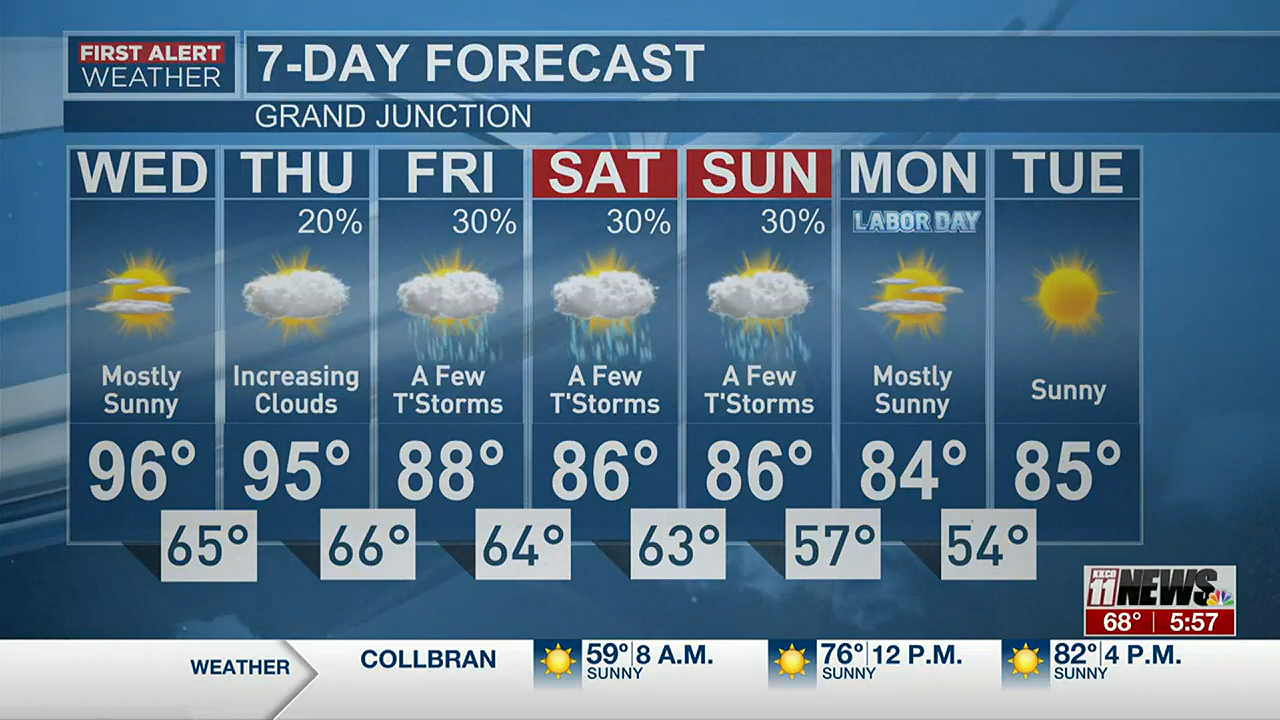 FIRST ALERT
WEATHER
7-DAY FORECAST
GRAND JUNCTION
WED THU FRI SAT SUN MON TUE
20% 30% 30% 30% LABOR DAY
Mostly Sunny
Increasing Clouds
A Few T'Storms
A Few T'Storms
A Few T'Storms
Mostly Sunny
Sunny
96° 95° 88° 86° 86° 84° 85°
65° 66° 64° 63° 57° 54°
KKCO
11 NEWS
68° | 5:57
WEATHER
COLLBRAN
59° | 8 A.M.
SUNNY
76° | 12 P.M.
SUNNY
82° | 4 P.M.
SUNNY